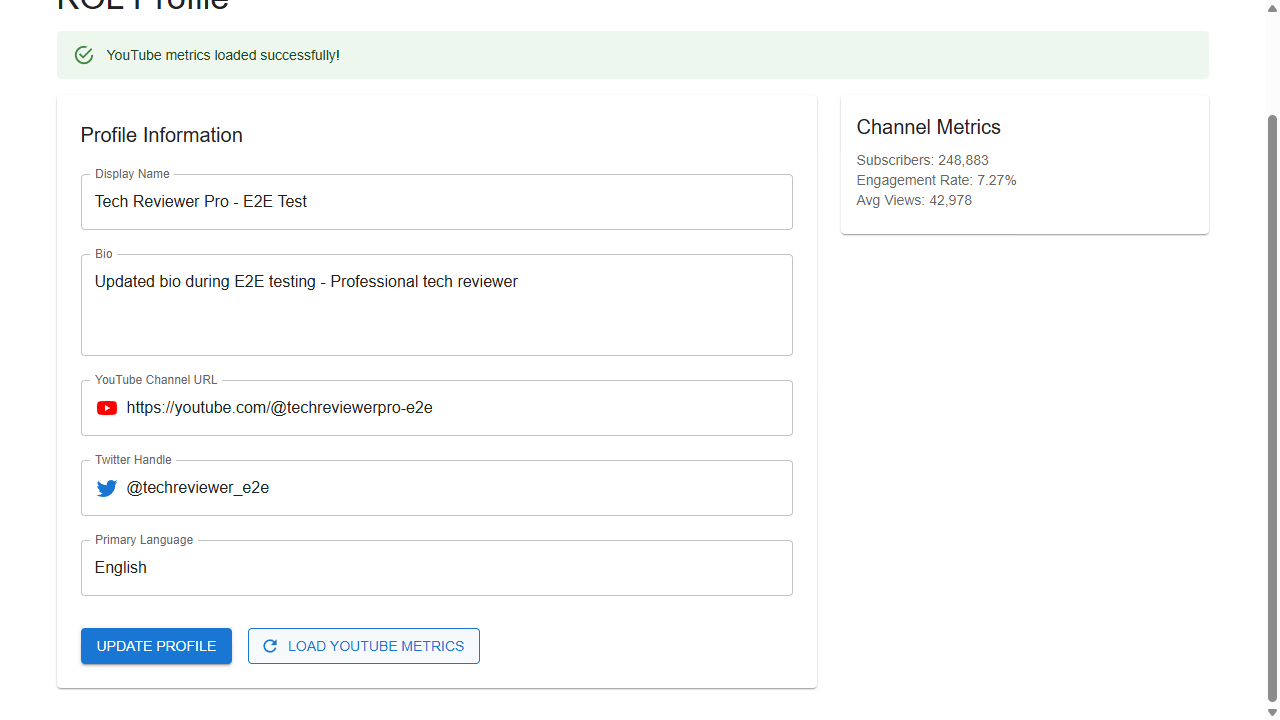 Profile
YouTube metrics loaded successfully!
Profile Information
Display Name
Tech Reviewer Pro - E2E Test
Bio
Updated bio during E2E testing - Professional tech reviewer
YouTube Channel URL
https://youtube.com/@techreviewerpro-e2e
Twitter Handle
@techreviewer_e2e
Primary Language
English
UPDATE PROFILE
LOAD YOUTUBE METRICS
Channel Metrics
Subscribers: 248,883
Engagement Rate: 7.27%
Avg Views: 42,978